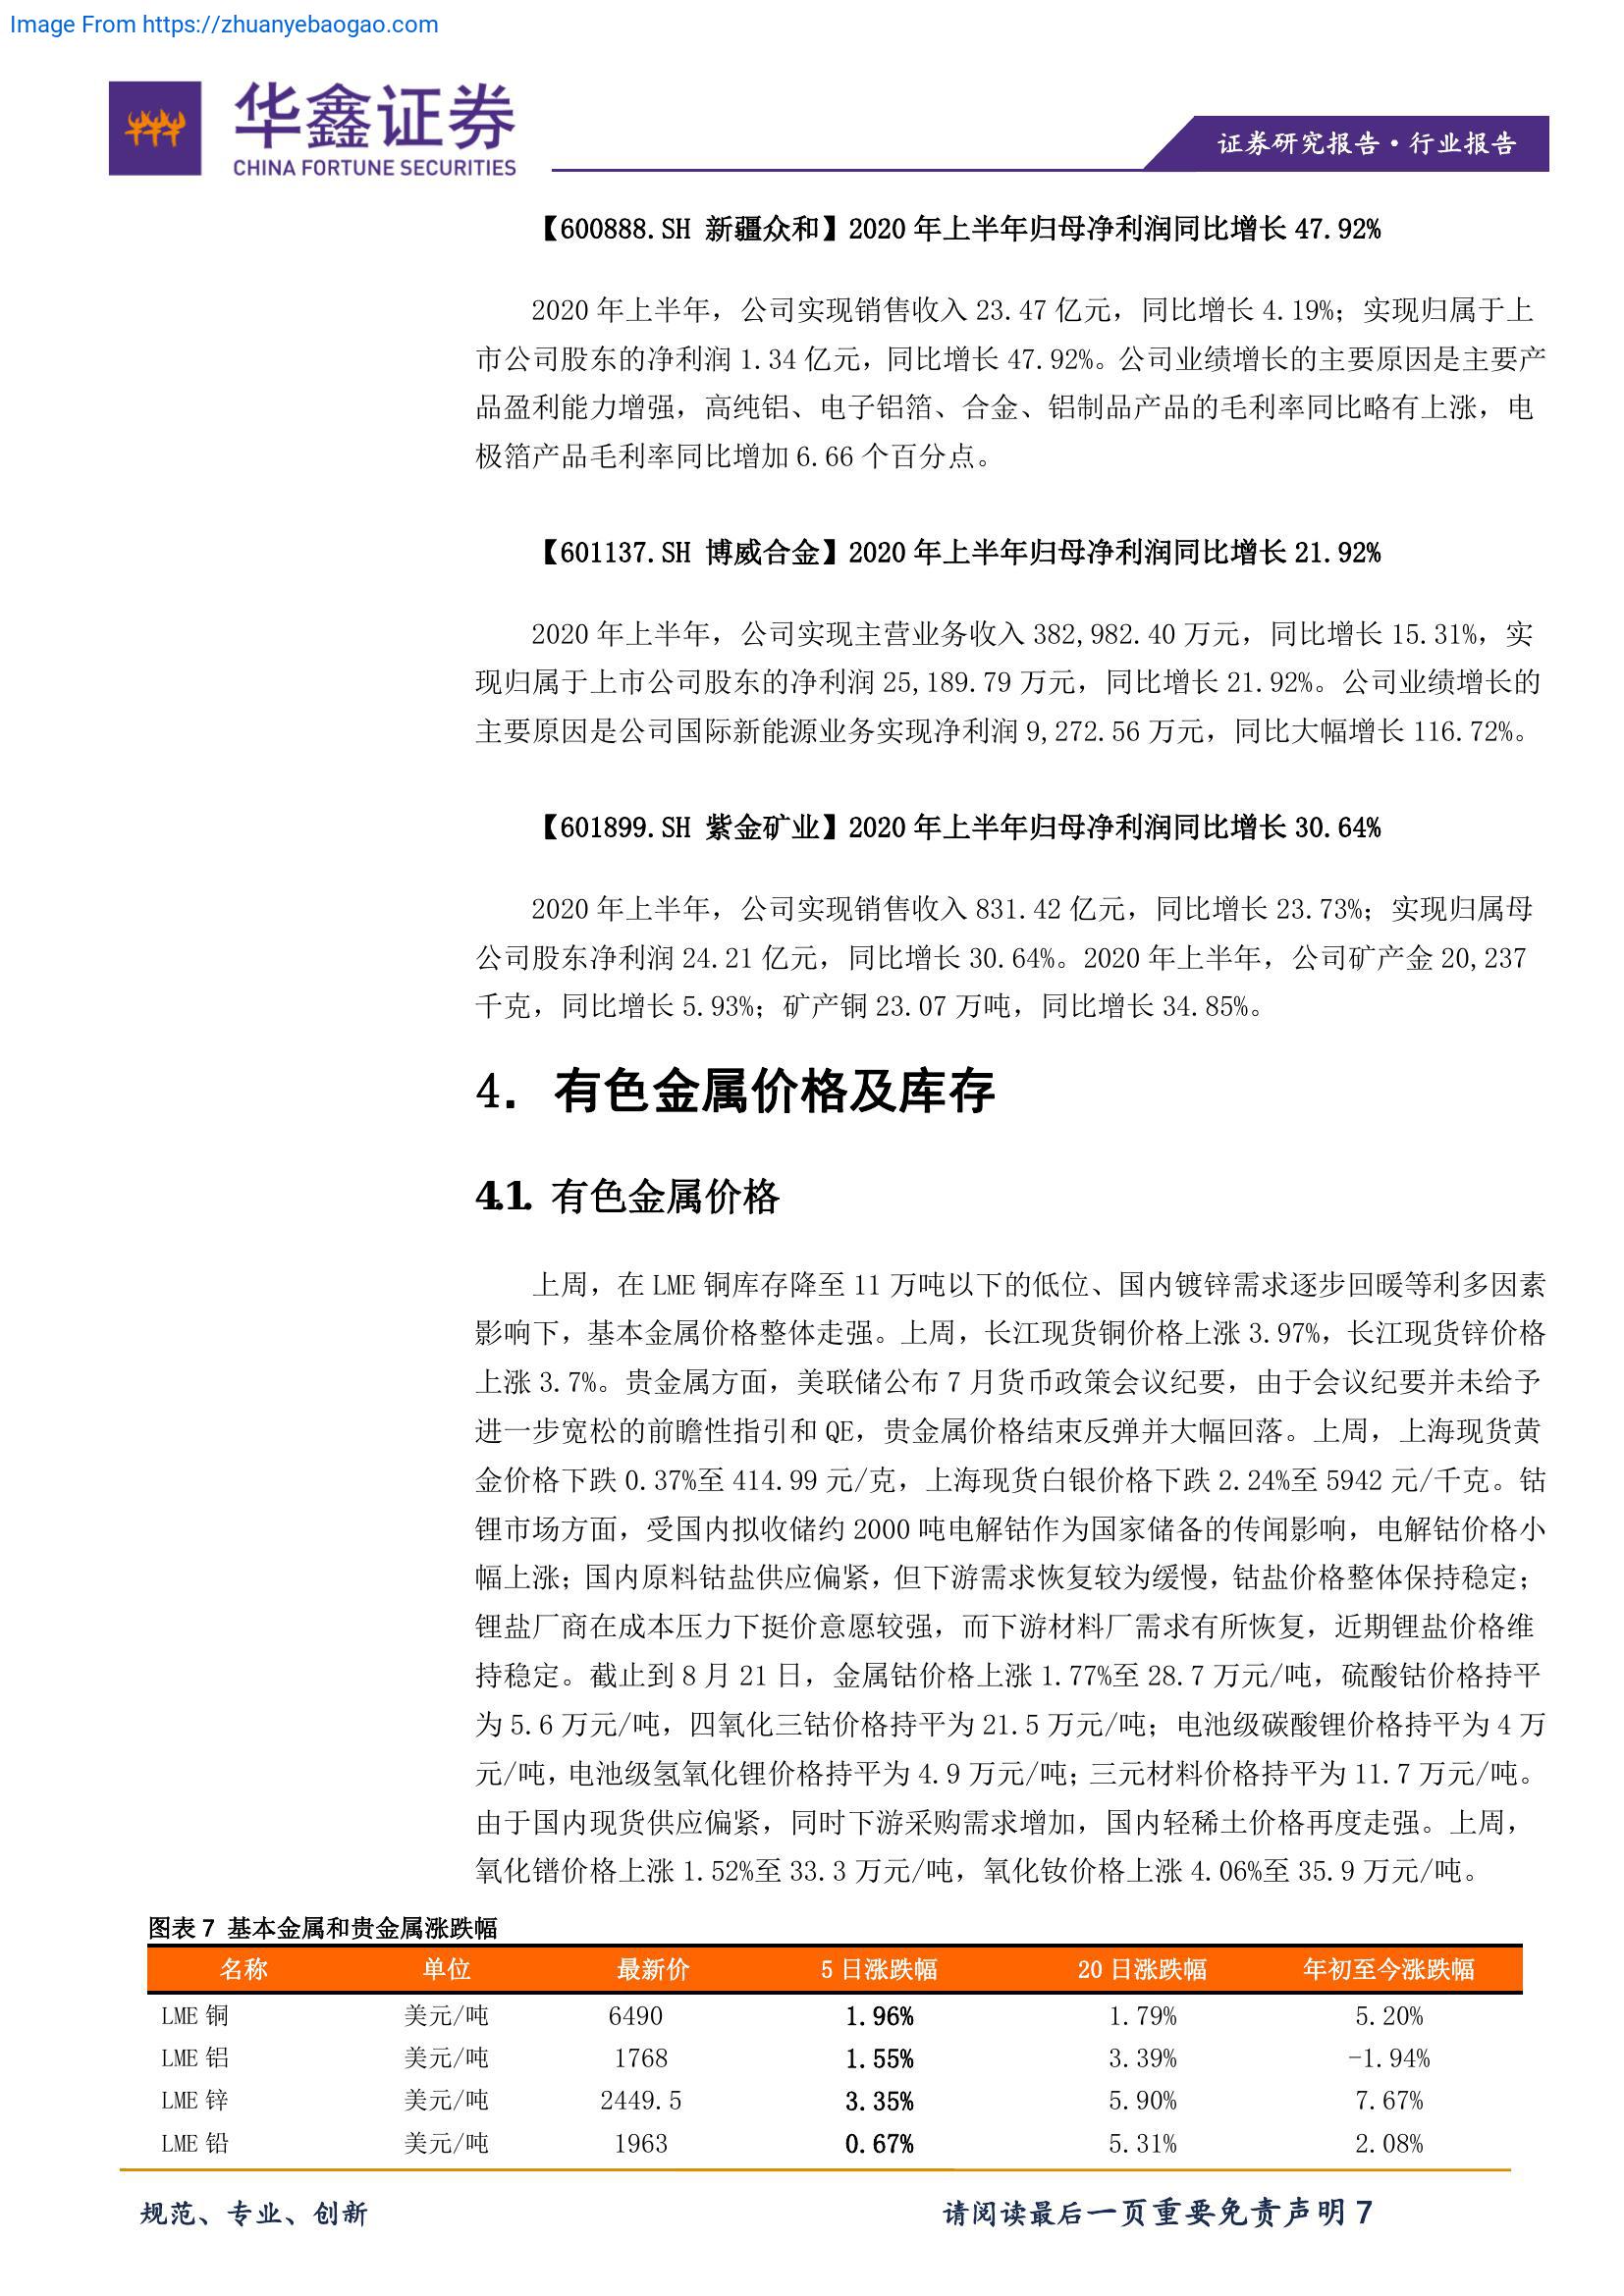 Image From https://zhuanyebaogao.com
华鑫证券
CHINA FORTUNE SECURITIES
证券研究报告·行业报告
【600888.SH 新疆众和】2020 年上半年归母净利润同比增长 47.92%
2020 年上半年，公司实现销售收入 23.47 亿元，同比增长 4.19%；实现归属于上
市公司股东的净利润 1.34 亿元，同比增长 47.92%。公司业绩增长的主要原因是主要产
品盈利能力增强，高纯铝、电子铝箔、合金、铝制品产品的毛利率同比略有上涨，电
极箔产品毛利率同比增加 6.66 个百分点。
【601137.SH 博威合金】2020 年上半年归母净利润同比增长 21.92%
2020 年上半年，公司实现主营业务收入 382,982.40 万元，同比增长 15.31%，实
现归属于上市公司股东的净利润 25,189.79 万元，同比增长 21.92%。公司业绩增长的
主要原因是公司国际新能源业务实现净利润 9,272.56 万元，同比大幅增长 116.72%。
【601899.SH 紫金矿业】2020 年上半年归母净利润同比增长 30.64%
2020 年上半年，公司实现销售收入 831.42 亿元，同比增长 23.73%；实现归属母
公司股东净利润 24.21 亿元，同比增长 30.64%。2020 年上半年，公司矿产金 20,237
千克，同比增长 5.93%；矿产铜 23.07 万吨，同比增长 34.85%。
4. 有色金属价格及库存
4.1. 有色金属价格
上周，在 LME 铜库存降至 11 万吨以下的低位、国内镀锌需求逐步回暖等利多因素
影响下，基本金属价格整体走强。上周，长江现货铜价格上涨 3.97%，长江现货锌价格
上涨 3.7%。贵金属方面，美联储公布 7 月货币政策会议纪要，由于会议纪要并未给予
进一步宽松的前瞻性指引和 QE，贵金属价格结束反弹并大幅回落。上周，上海现货黄
金价格下跌 0.37%至 414.99 元/克，上海现货白银价格下跌 2.24%至 5942 元/千克。钴
锂市场方面，受国内拟收储约 2000 吨电解钴作为国家储备的传闻影响，电解钴价格小
幅上涨；国内原料钴盐供应偏紧，但下游需求恢复较为缓慢，钴盐价格整体保持稳定；
锂盐厂商在成本压力下挺价意愿较强，而下游材料厂需求有所恢复，近期锂盐价格维
持稳定。截止到 8 月 21 日，金属钴价格上涨 1.77%至 28.7 万元/吨，硫酸钴价格持平
为 5.6 万元/吨，四氧化三钴价格持平为 21.5 万元/吨；电池级碳酸锂价格持平为 4 万
元/吨，电池级氢氧化锂价格持平为 4.9 万元/吨；三元材料价格持平为 11.7 万元/吨。
由于国内现货供应偏紧，同时下游采购需求增加，国内轻稀土价格再度走强。上周，
氧化镨价格上涨 1.52%至 33.3 万元/吨，氧化钕价格上涨 4.06%至 35.9 万元/吨。
图表 7 基本金属和贵金属涨跌幅
名称 单位 最新价 5 日涨跌幅 20 日涨跌幅 年初至今涨跌幅
LME 铜 美元/吨 6490 1.96% 1.79% 5.20%
LME 铝 美元/吨 1768 1.55% 3.39% -1.94%
LME 锌 美元/吨 2449.5 3.35% 5.90% 7.67%
LME 铅 美元/吨 1963 0.67% 5.31% 2.08%
规范、专业、创新 请阅读最后一页重要免责声明 7